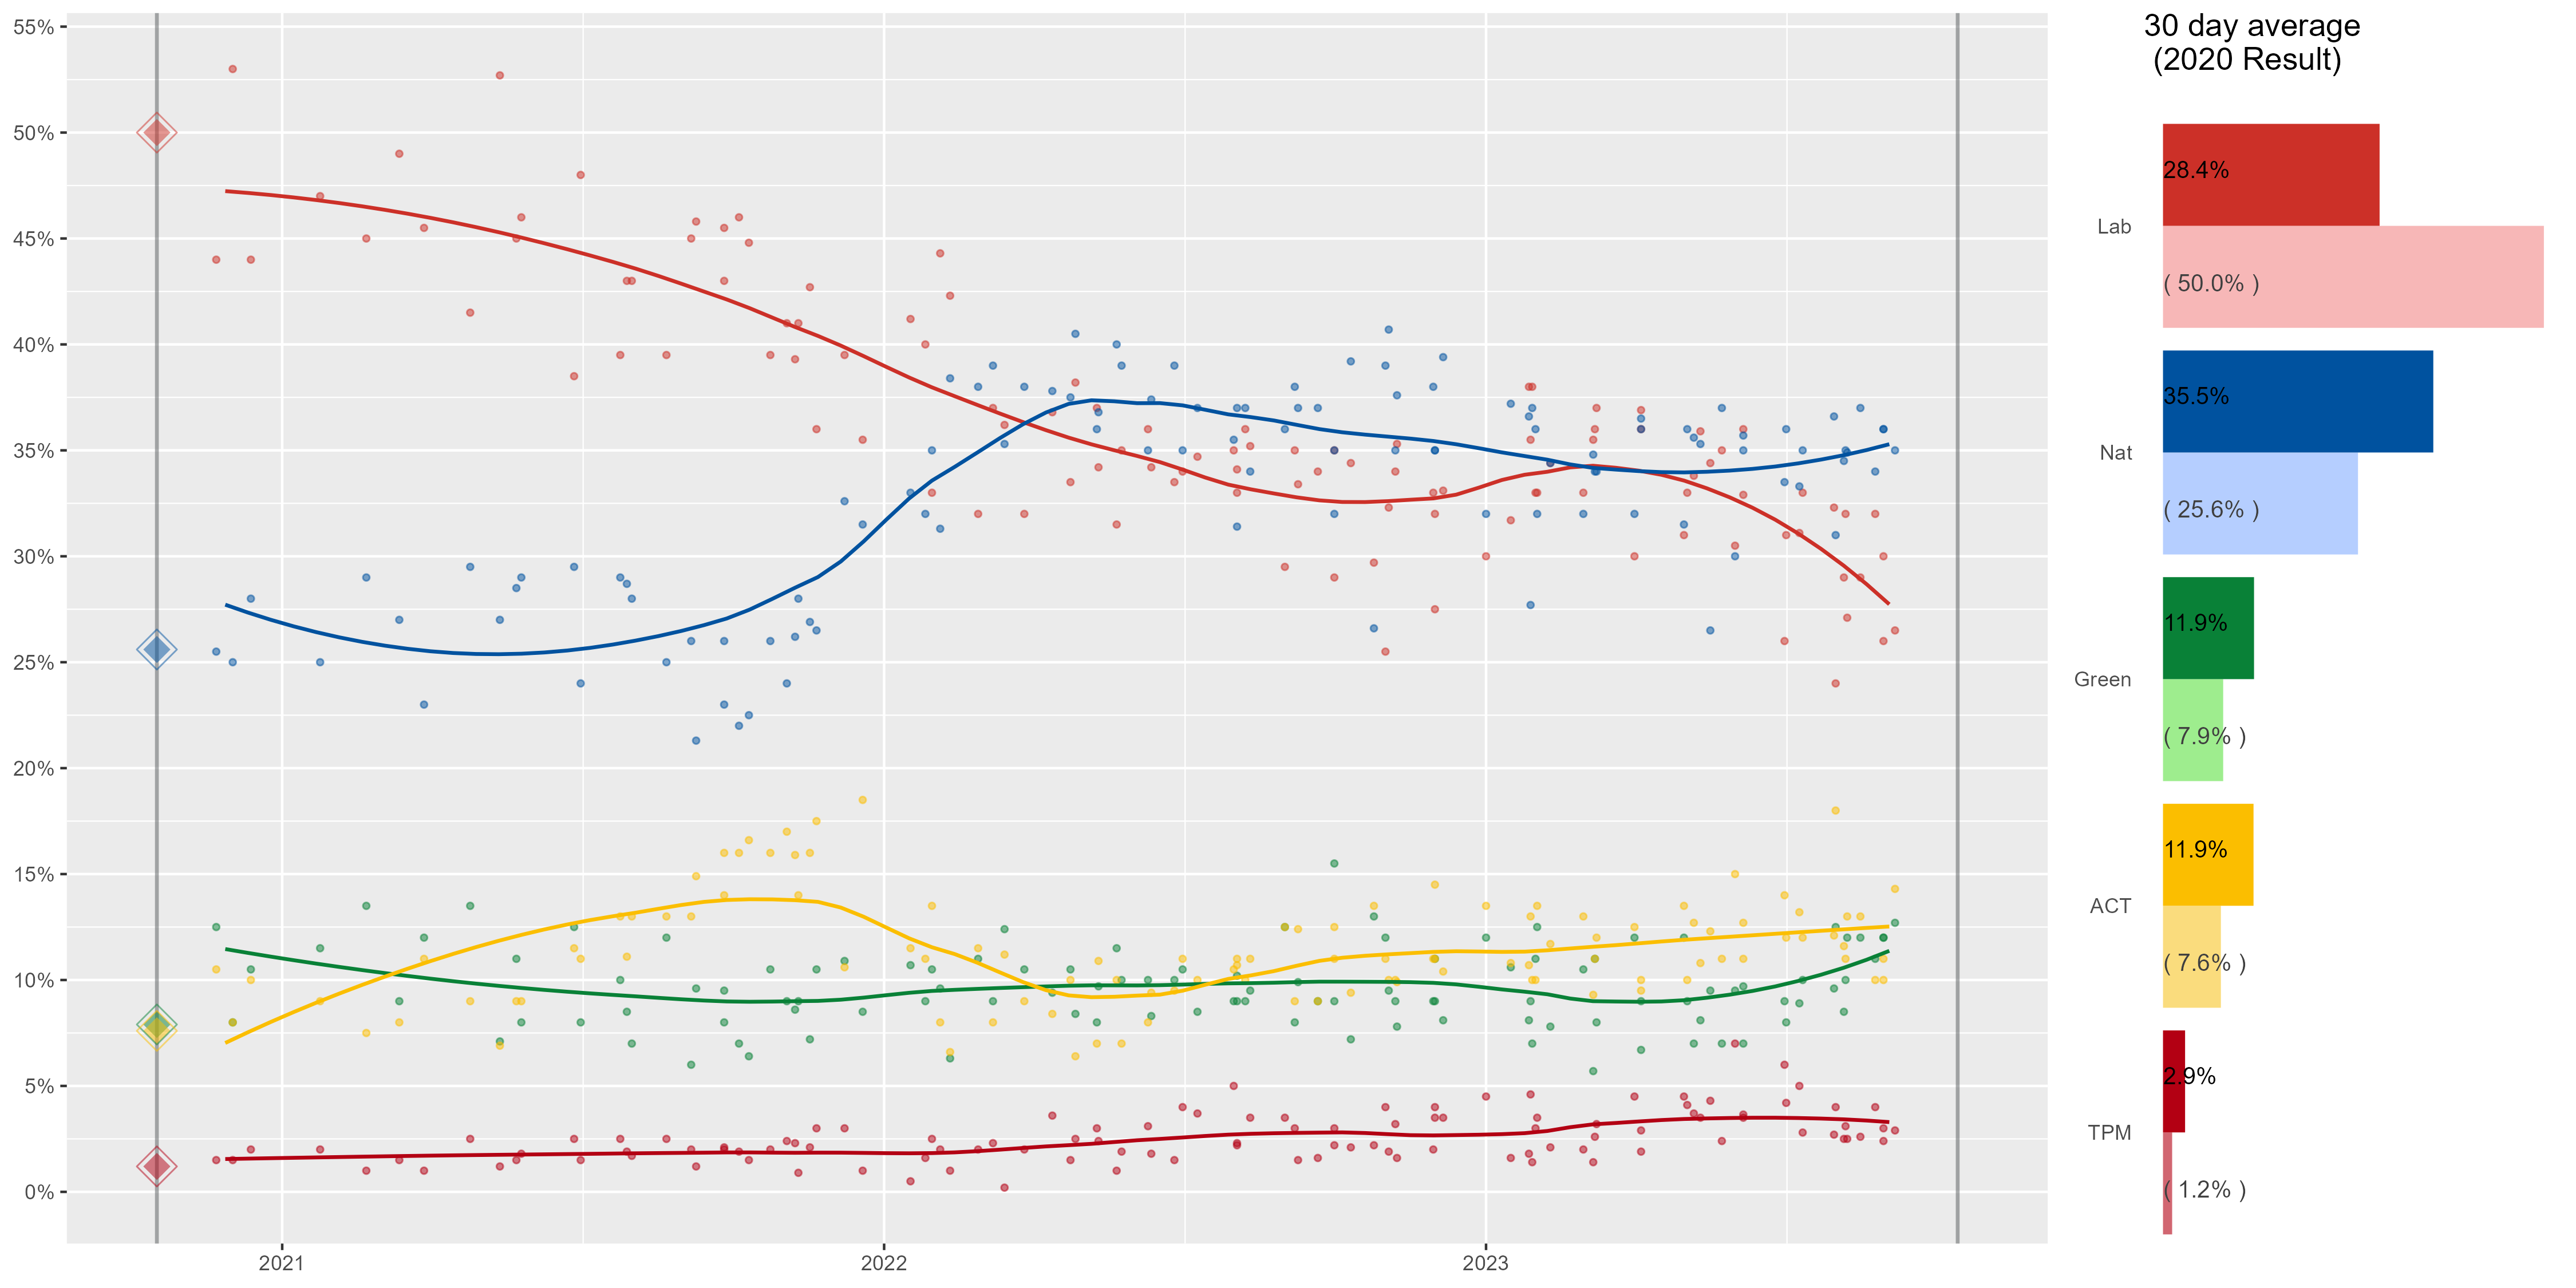 55%
50%
45%
40%
35%
30%
25%
20%
15%
10%
5%
0%
2021
2022
2023
30 day average
(2020 Result)
Lab
28.4%
( 50.0% )
Nat
35.5%
( 25.6% )
Green
11.9%
( 7.9% )
ACT
11.9%
( 7.6% )
TPM
2.9%
( 1.2% )